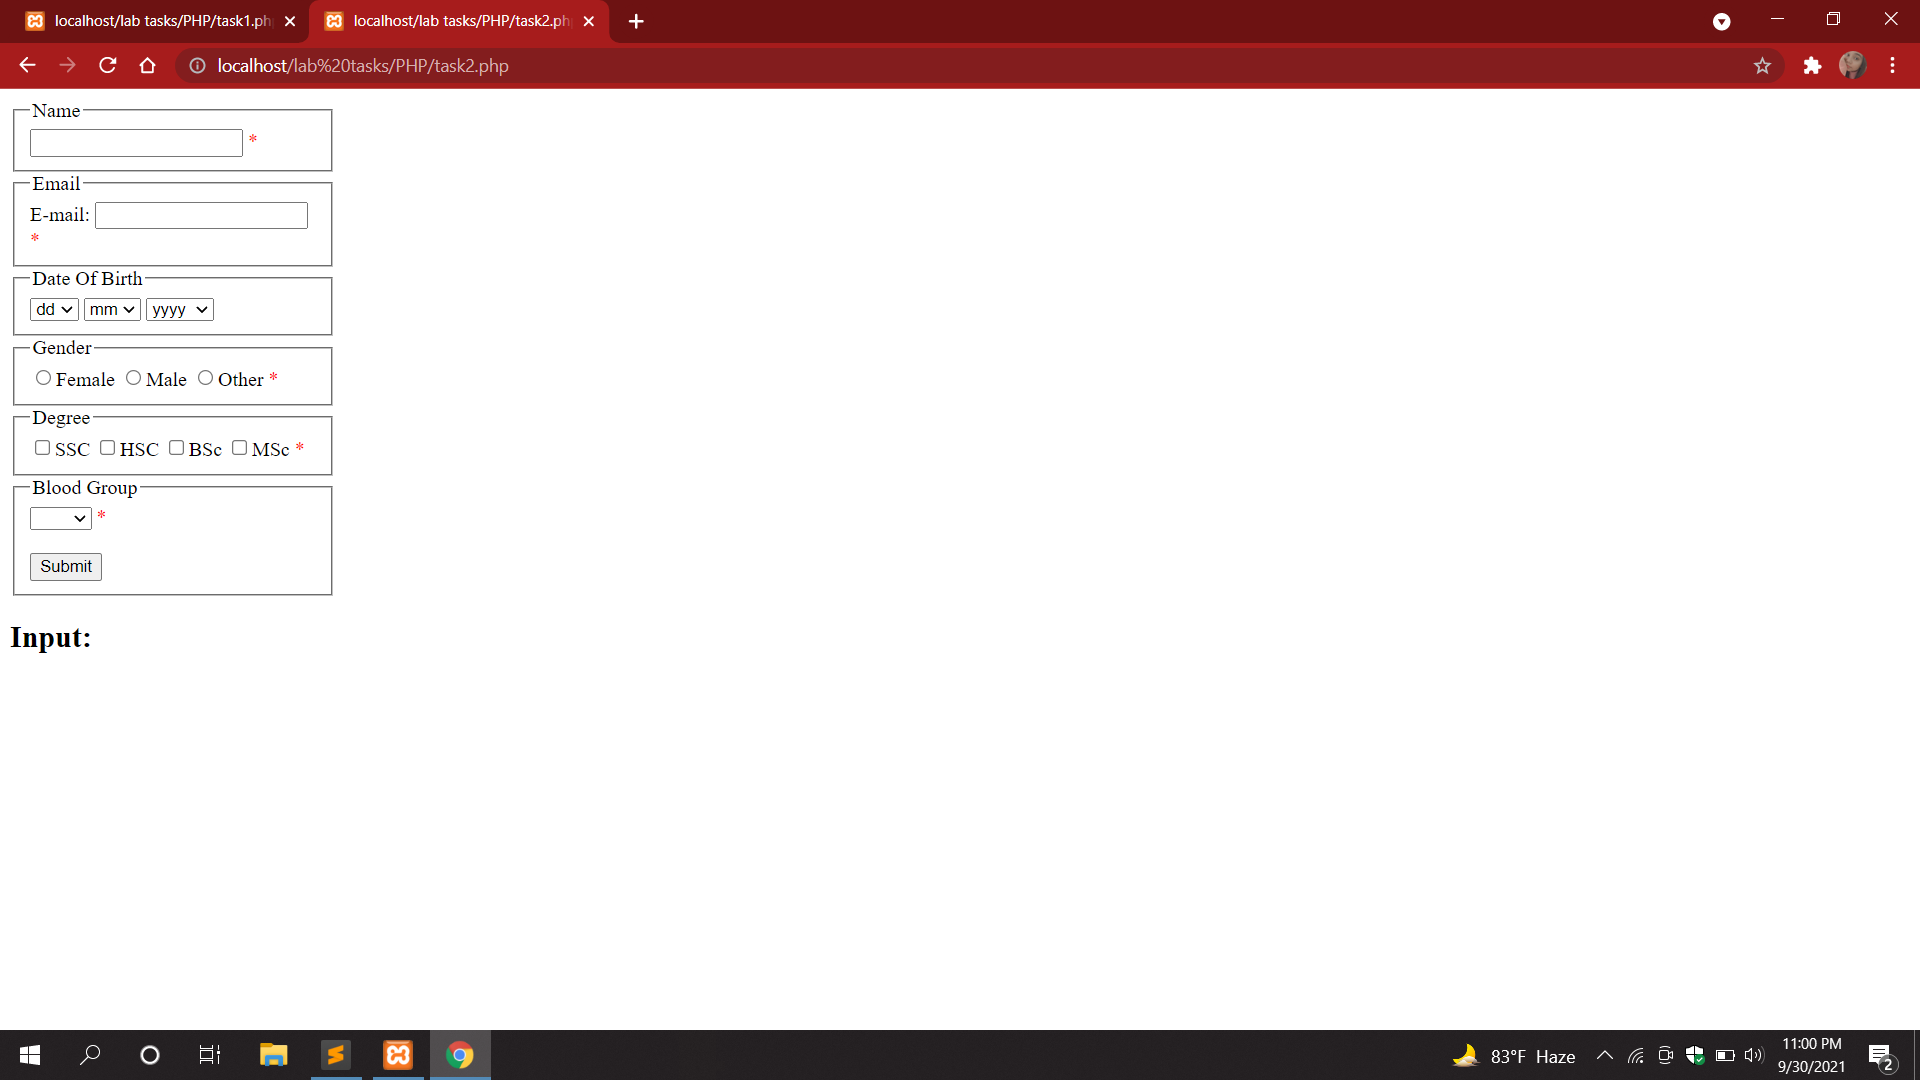 localhost/lab tasks/PHP/task1.ph
localhost/lab tasks/PHP/task2.ph
localhost/lab%20tasks/PHP/task2.php
Name
*
Email
E-mail:
*
Date Of Birth
dd mm yyyy
Gender
Female Male Other *
Degree
SSC HSC BSc MSc *
Blood Group
*
Submit
Input:
83°F Haze
11:00 PM
9/30/2021
2